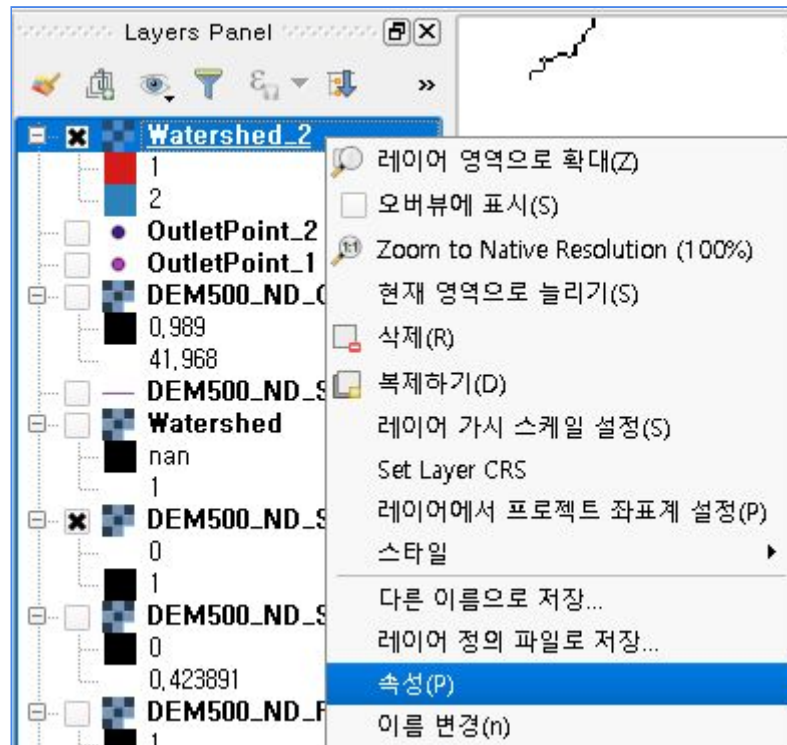 Layers Panel
»
Watershed_2
1
2
OutletPoint_2
OutletPoint_1
DEM500_ND_
0,989
41,968
DEM500_ND_S
Watershed
nan
1
DEM500_ND_S
0
1
DEM500_ND_S
0
0,423891
DEM500_ND_F
1
레이어 영역으로 확대(Z)
오버뷰에 표시(S)
Zoom to Native Resolution (100%)
현재 영역으로 늘리기(S)
삭제(R)
복제하기(D)
레이어 가시 스케일 설정(S)
Set Layer CRS
레이어에서 프로젝트 좌표계 설정(P)
스타일
다른 이름으로 저장...
레이어 정의 파일로 저장...
속성(P)
이름 변경(n)